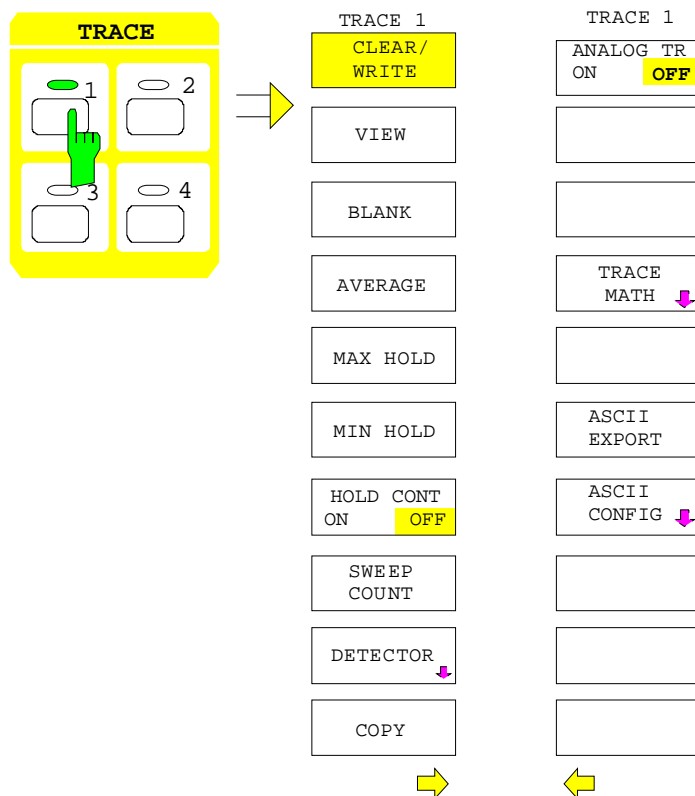 TRACE
1
2
3
4
TRACE 1
CLEAR/
WRITE
VIEW
BLANK
AVERAGE
MAX HOLD
MIN HOLD
HOLD CONT
ON OFF
SWEEP
COUNT
DETECTOR
COPY
TRACE 1
ANALOG TR
ON OFF
TRACE
MATH
ASCII
EXPORT
ASCII
CONFIG